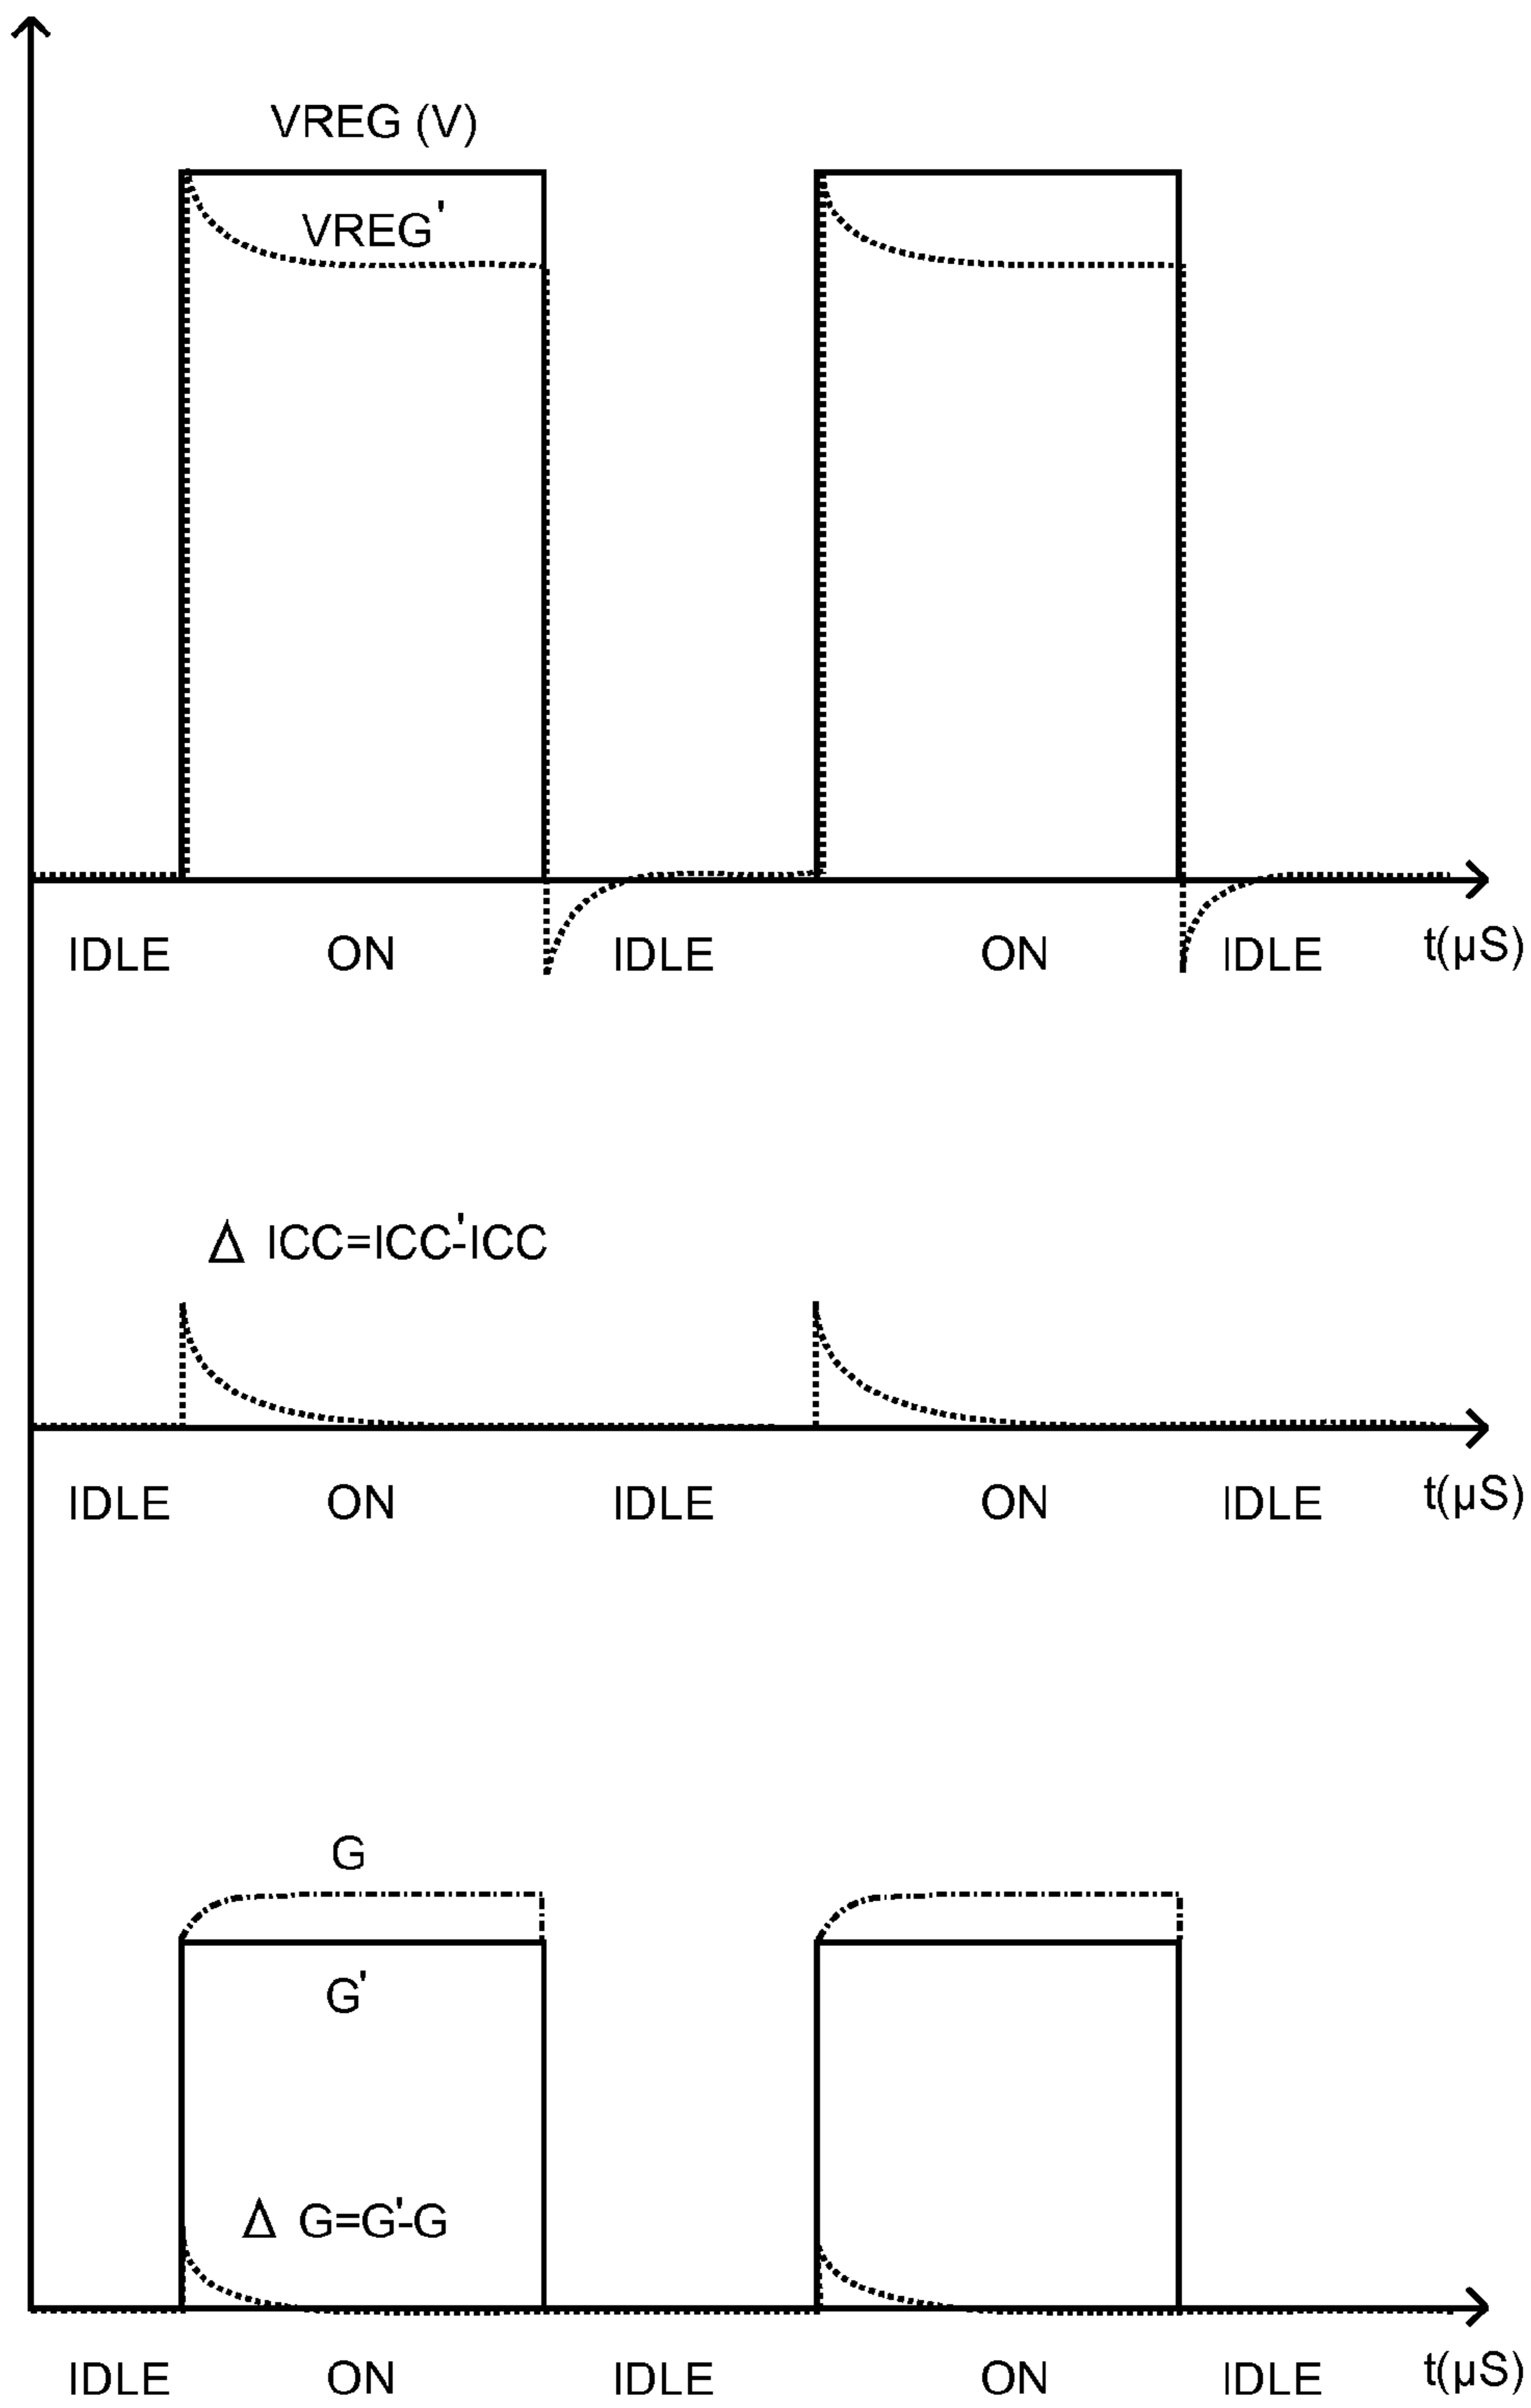 VREG (V)
VREG'
IDLE ON IDLE ON IDLE t(µS)
Δ ICC=ICC'-ICC
IDLE ON IDLE ON IDLE t(µS)
G
G'
Δ G=G'-G
IDLE ON IDLE ON IDLE t(µS)